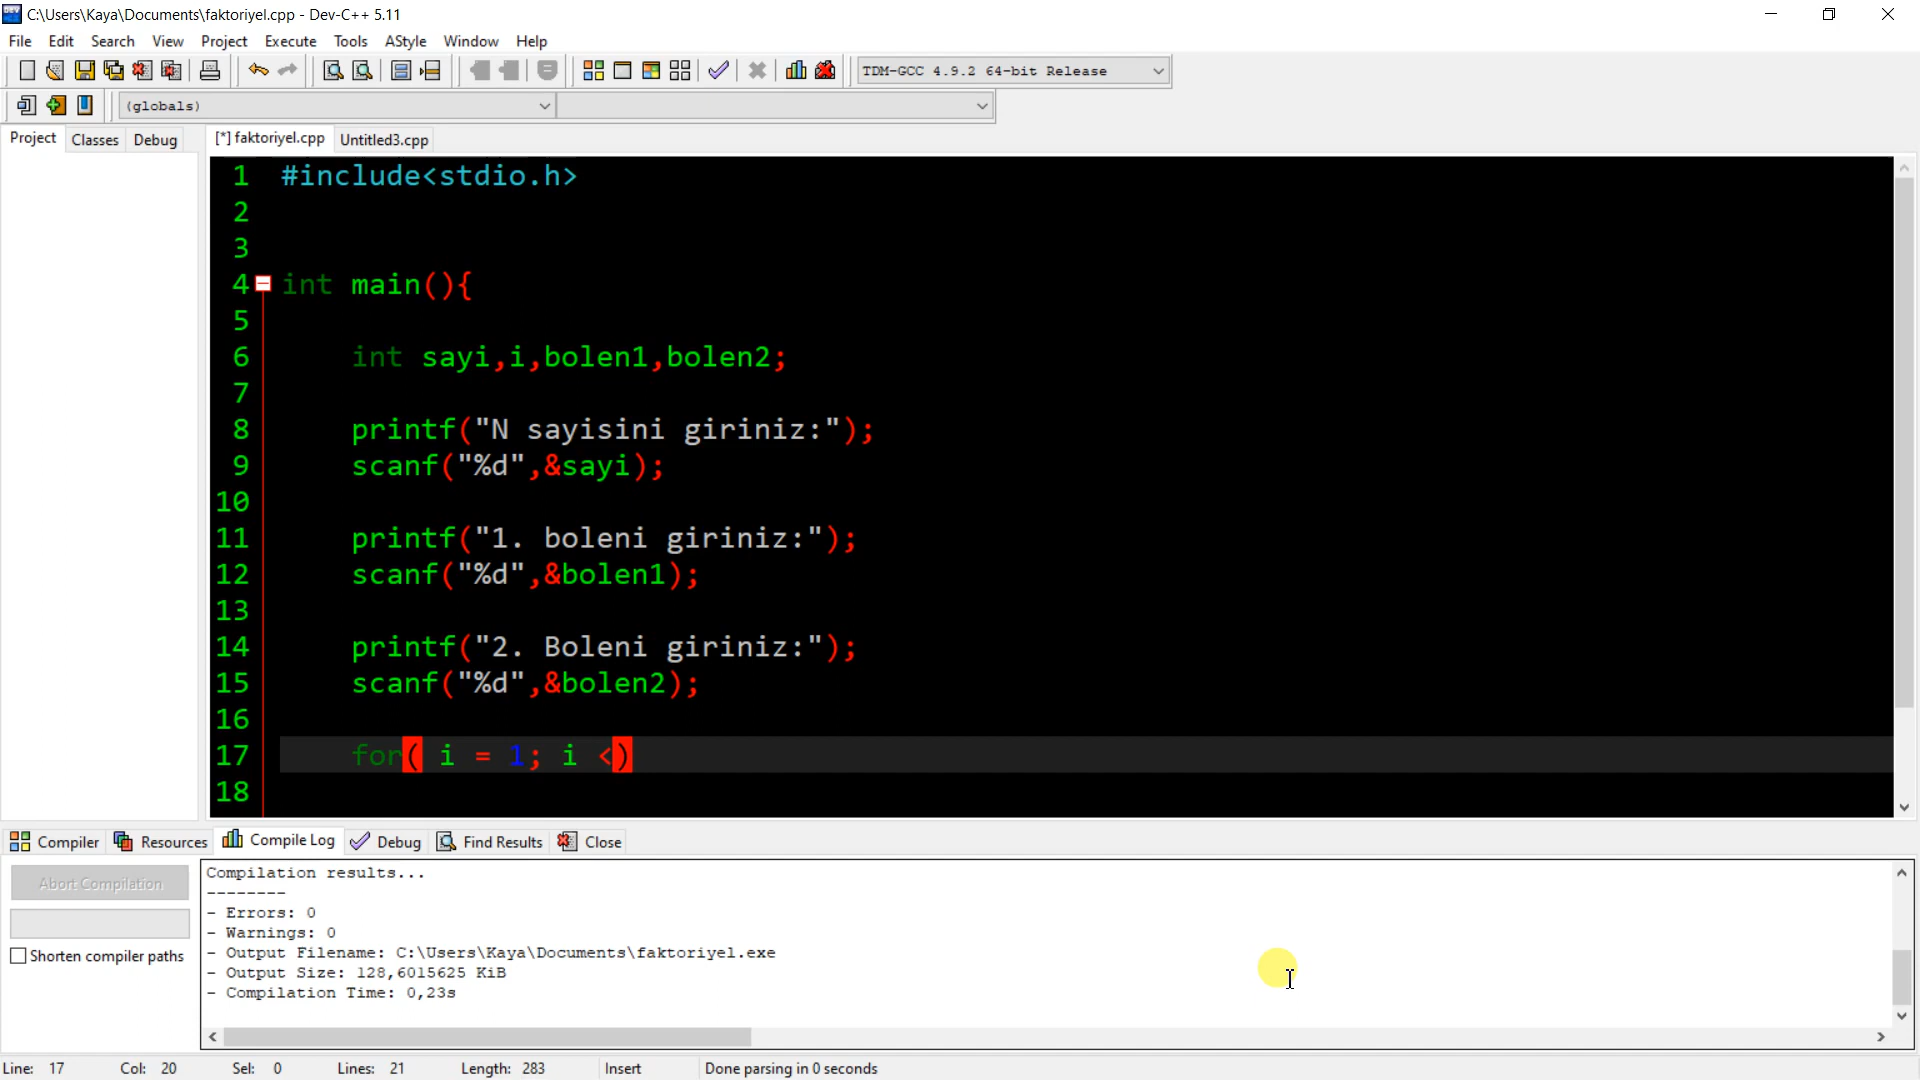 C:\Users\Kaya\Documents\faktoriyel.cpp - Dev-C++ 5.11
File Edit Search View Project Execute Tools AStyle Window Help
TDM-GCC 4.9.2 64-bit Release
(globals)
Project Classes Debug [*] faktoriyel.cpp Untitled3.cpp
1 #include<stdio.h>
2
3
4 int main(){
5
6 int sayi,i,bolen1,bolen2;
7
8 printf("N sayisini giriniz:");
9 scanf("%d",&sayi);
10
11 printf("1. boleni giriniz:");
12 scanf("%d",&bolen1);
13
14 printf("2. Boleni giriniz:");
15 scanf("%d",&bolen2);
16
17 for( i = 1; i <)
18
Compiler Resources Compile Log Debug Find Results Close
Abort Compilation
Shorten compiler paths
Compilation results...
--------
- Errors: 0
- Warnings: 0
- Output Filename: C:\Users\Kaya\Documents\faktoriyel.exe
- Output Size: 128,6015625 KiB
- Compilation Time: 0,23s
Line: 17 Col: 20 Sel: 0 Lines: 21 Length: 283 Insert Done parsing in 0 seconds